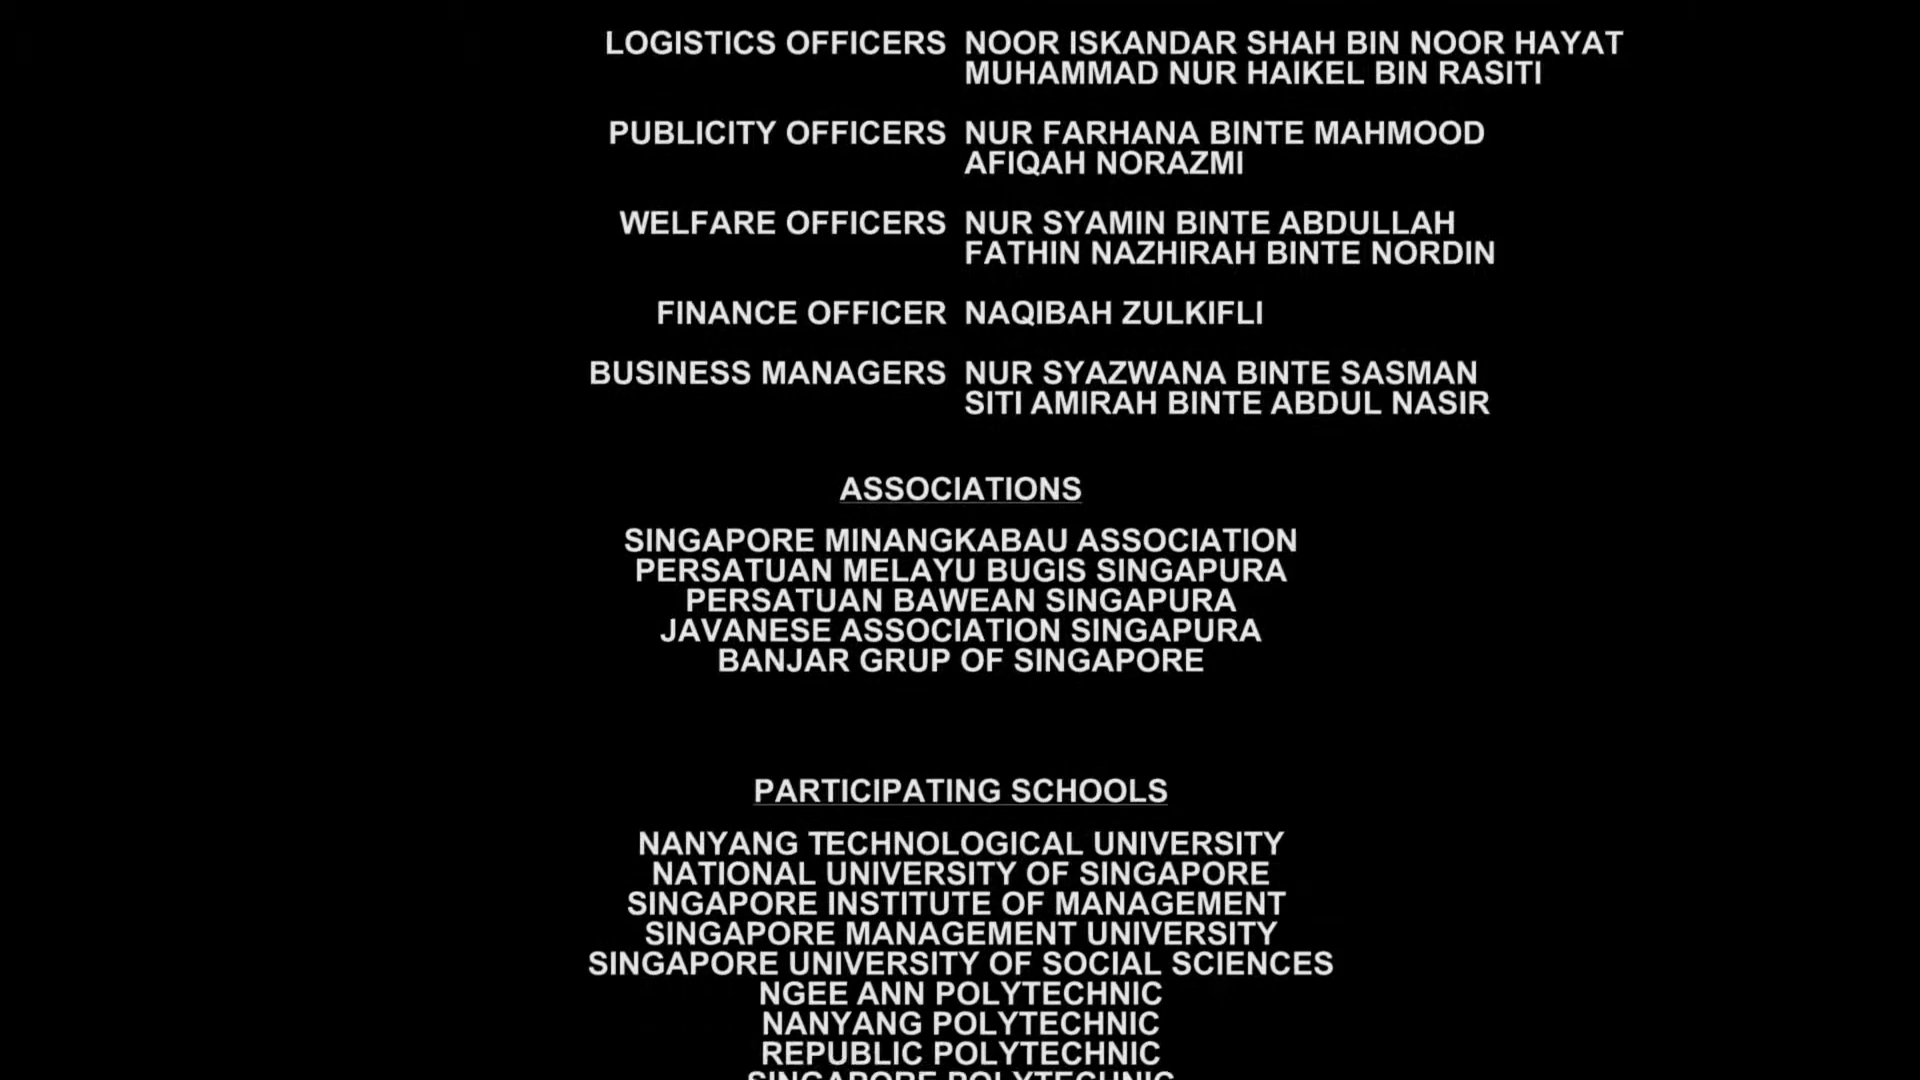 LOGISTICS OFFICERS NOOR ISKANDAR SHAH BIN NOOR HAYAT
MUHAMMAD NUR HAIKEL BIN RASITI
PUBLICITY OFFICERS NUR FARHANA BINTE MAHMOOD
AFIQAH NORAZMI
WELFARE OFFICERS NUR SYAMIN BINTE ABDULLAH
FATHIN NAZHIRAH BINTE NORDIN
FINANCE OFFICER NAQIBAH ZULKIFLI
BUSINESS MANAGERS NUR SYAZWANA BINTE SASMAN
SITI AMIRAH BINTE ABDUL NASIR
ASSOCIATIONS
SINGAPORE MINANGKABAU ASSOCIATION
PERSATUAN MELAYU BUGIS SINGAPURA
PERSATUAN BAWEAN SINGAPURA
JAVANESE ASSOCIATION SINGAPURA
BANJAR GRUP OF SINGAPORE
PARTICIPATING SCHOOLS
NANYANG TECHNOLOGICAL UNIVERSITY
NATIONAL UNIVERSITY OF SINGAPORE
SINGAPORE INSTITUTE OF MANAGEMENT
SINGAPORE MANAGEMENT UNIVERSITY
SINGAPORE UNIVERSITY OF SOCIAL SCIENCES
NGEE ANN POLYTECHNIC
NANYANG POLYTECHNIC
REPUBLIC POLYTECHNIC
SINGAPORE POLYTECHNIC